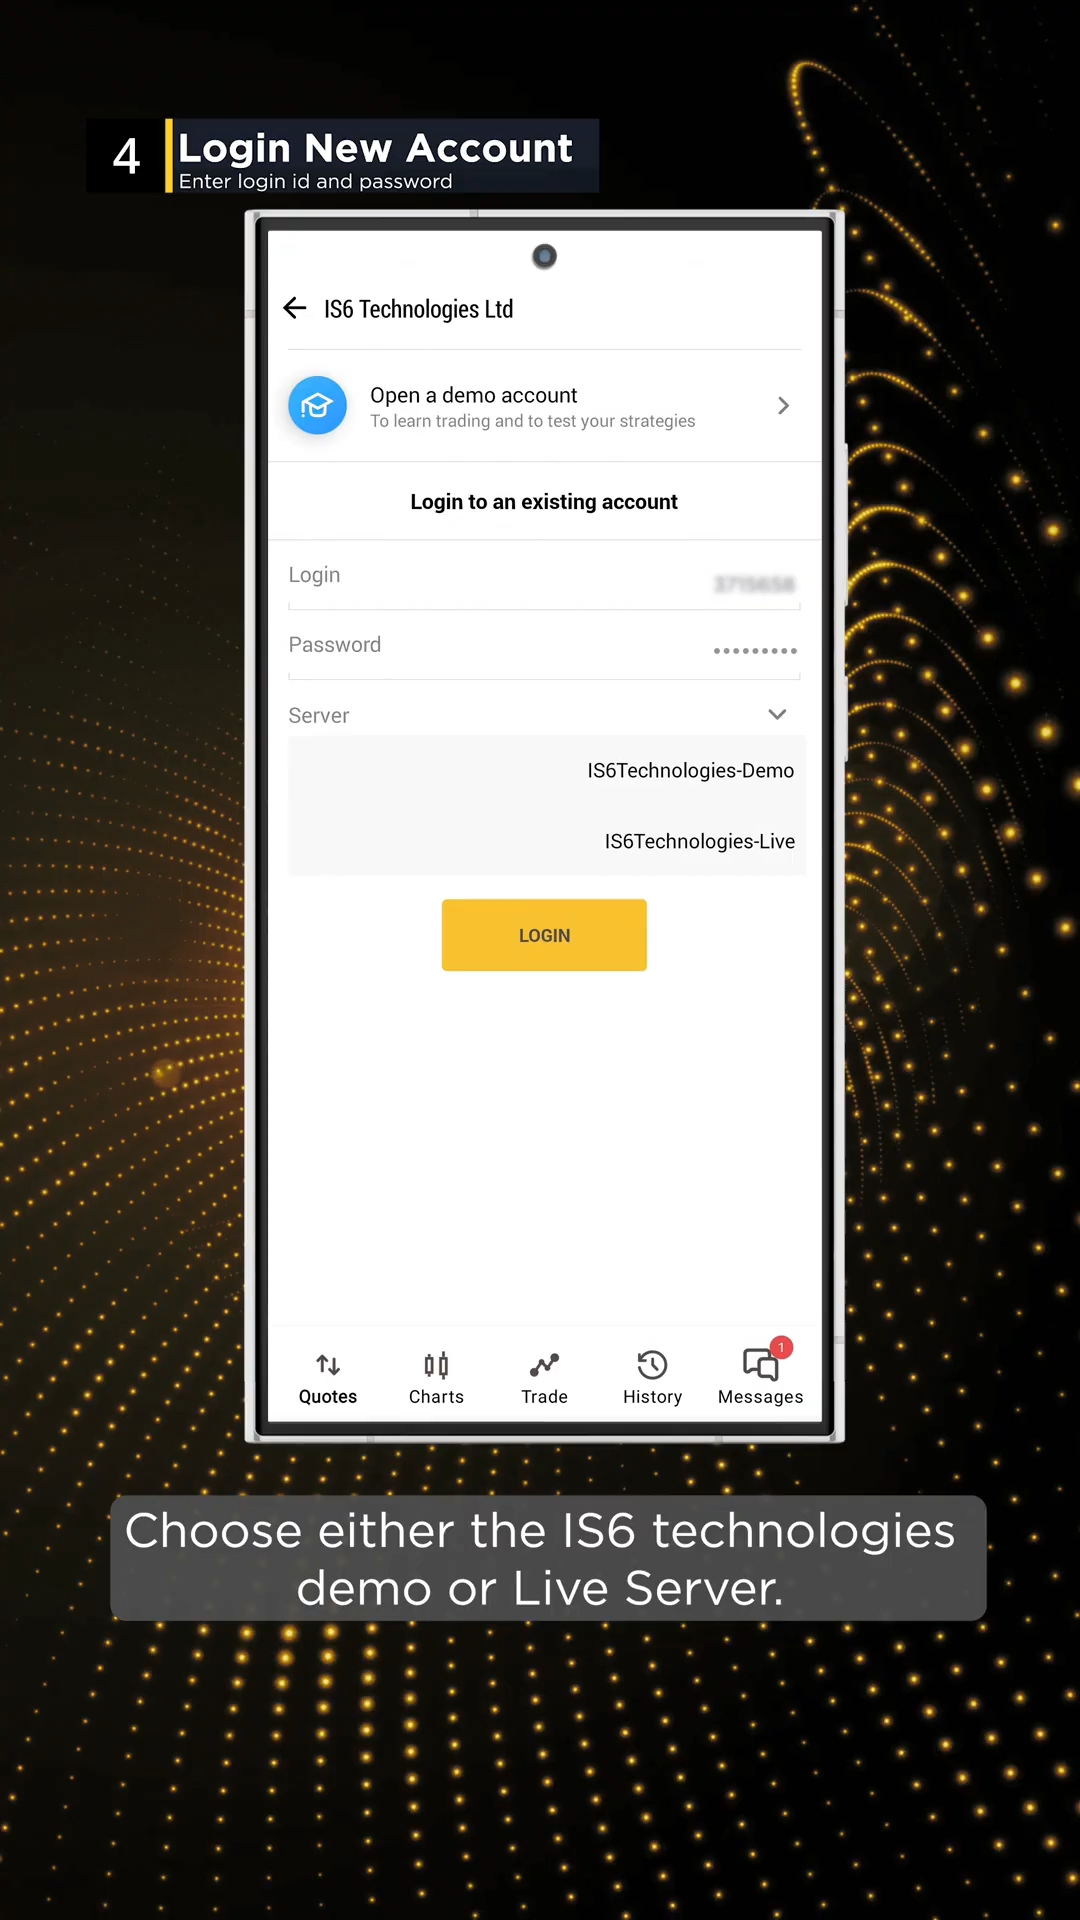 4
Login New Account
Enter login id and password
IS6 Technologies Ltd
Open a demo account
To learn trading and to test your strategies
Login to an existing account
Login
Password
Server
IS6Technologies-Demo
IS6Technologies-Live
LOGIN
Quotes
Charts
Trade
History
1
Messages
Choose either the IS6 technologies
demo or Live Server.